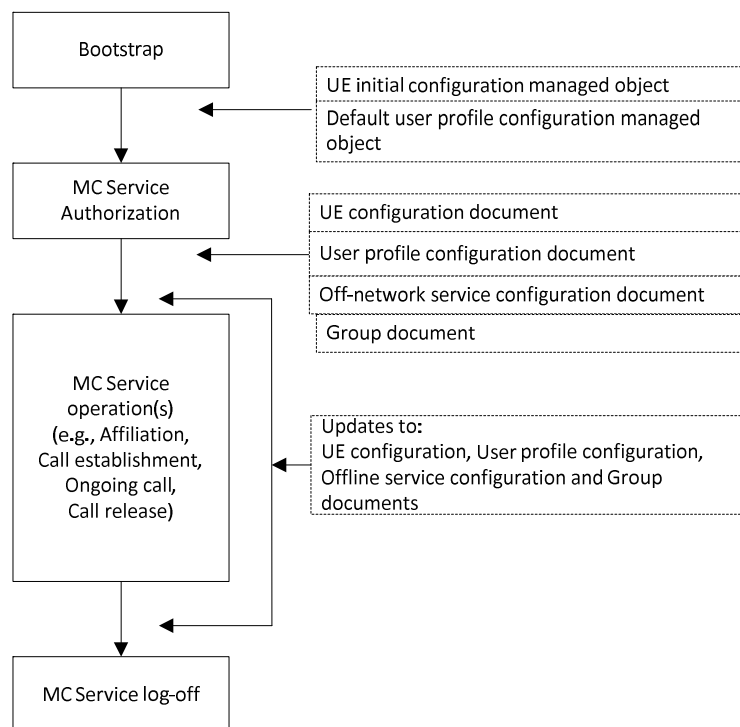 Bootstrap
UE initial configuration managed object
Default user profile configuration managed
object
MC Service
Authorization
UE configuration document
User profile configuration document
Off-network service configuration document
Group document
MC Service
operation(s)
(e.g., Affiliation,
Call establishment,
Ongoing call,
Call release)
Updates to:
UE configuration, User profile configuration,
Offline service configuration and Group
documents
MC Service log-off